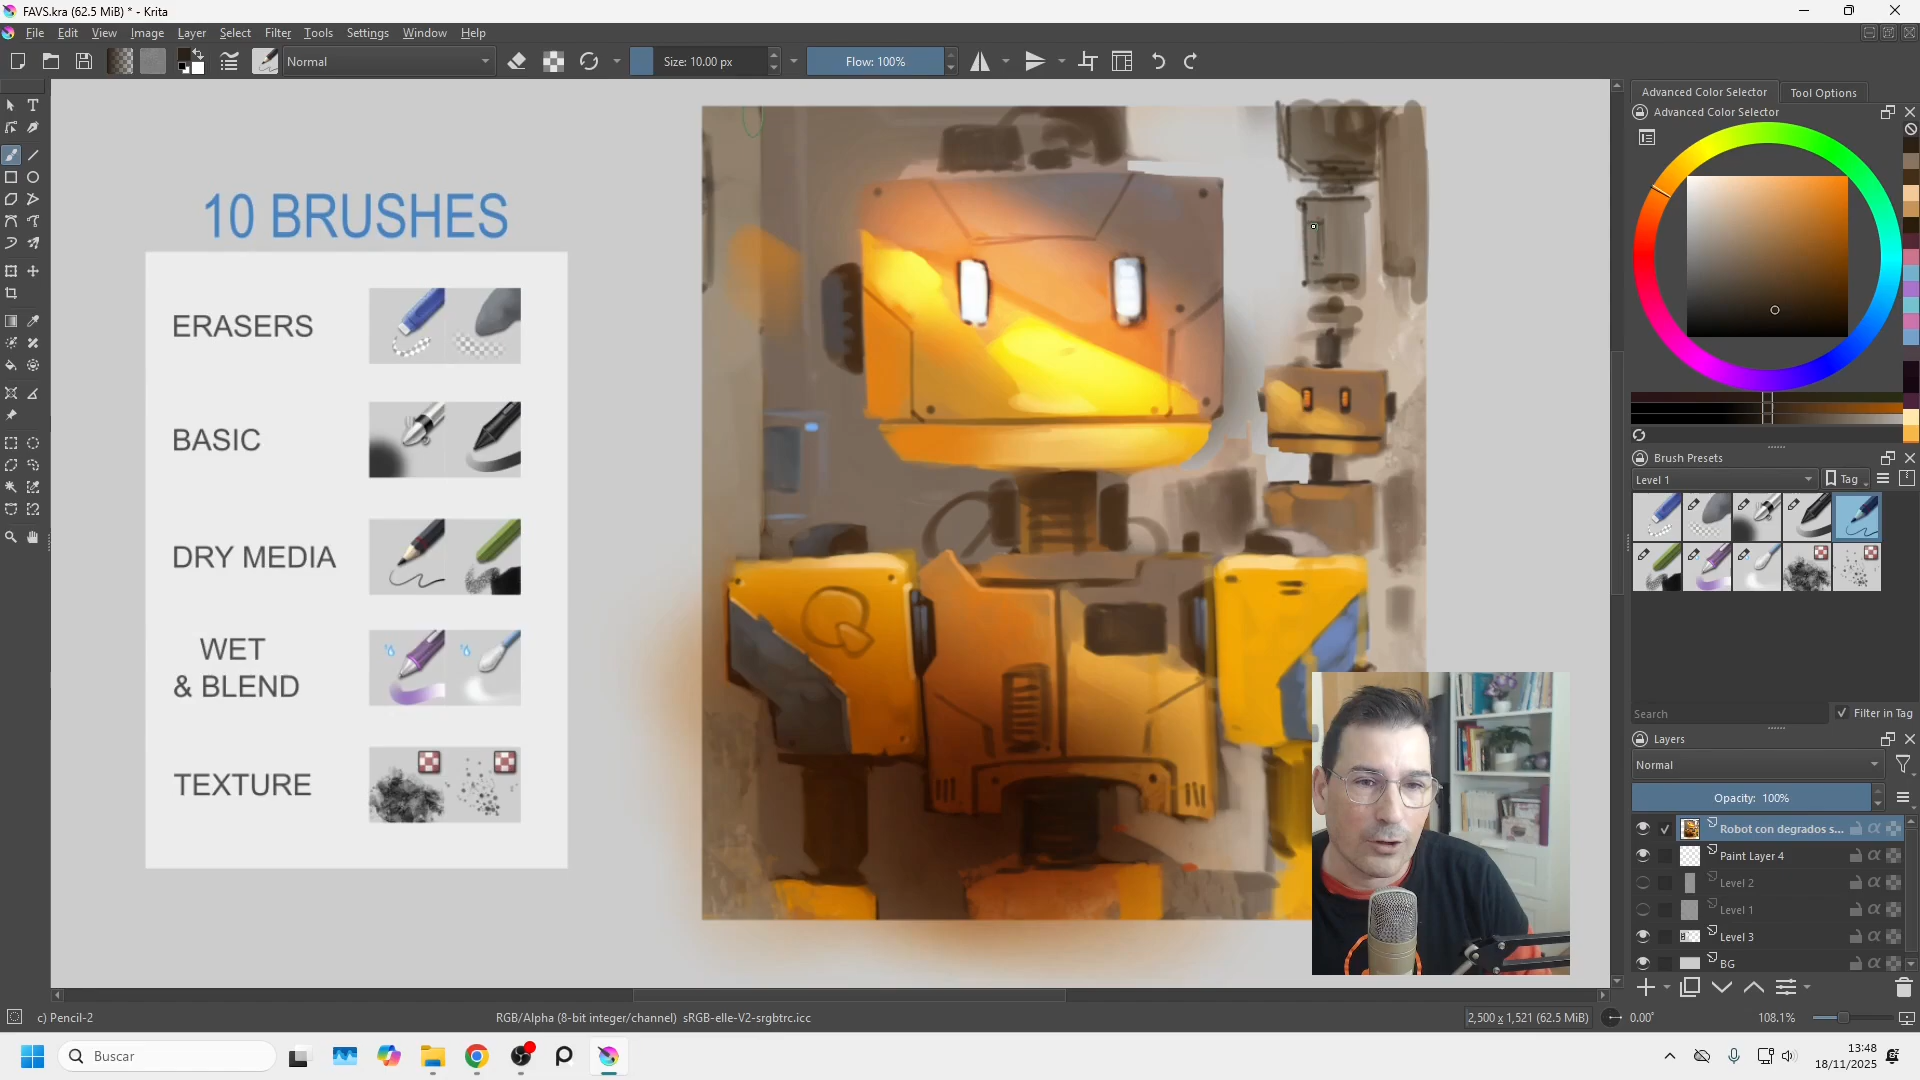 FAVS.kra (62.5 MiB) * - Krita
File Edit View Image Layer Select Filter Tools Settings Window Help
Normal
Size: 10.00 px
Flow: 100%
Advanced Color Selector
Tool Options
Advanced Color Selector
10 BRUSHES
ERASERS
BASIC
DRY MEDIA
WET
& BLEND
TEXTURE
Brush Presets
Level 1
Tag
Search
Filter in Tag
Layers
Normal
Opacity: 100%
Robot con degrados s...
Paint Layer 4
Level 2
Level 1
Level 3
BG
c) Pencil-2
RGB/Alpha (8-bit integer/channel) sRGB-elle-V2-srgbtrc.icc
2,500 x 1,521 (62.5 MiB)
0.00°
108.1%
Buscar
13:48
18/11/2025